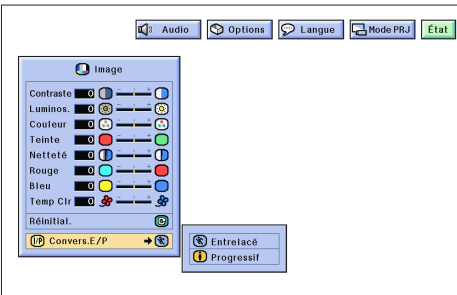 Audio Options Langue Mode PRJ État
Image
Contraste 0
Luminos. 0
Couleur 0
Teinte 0
Netteté 0
Rouge 0
Bleu 0
Temp Clr 0
Réinitial.
I/P Convers.E/P
Entrelacé
Progressif